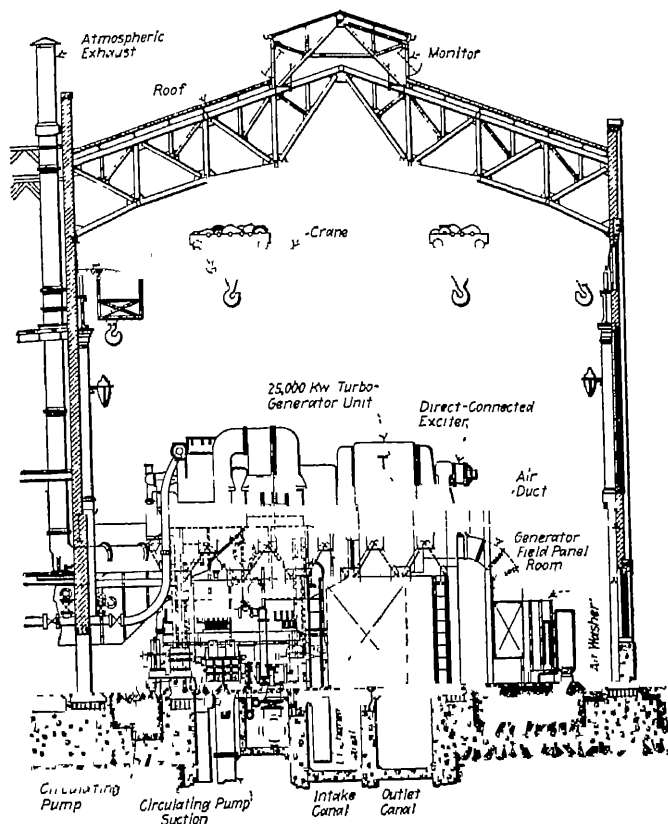 Atmospheric
Exhaust
Monitor
Roof
Crane
25,000 Kw Turbo-
Generator Unit
Direct-Connected
Exciter
Air
Duct
Generator
Field Panel
Room
Air Washer
Circulating
Pump
Circulating Pump
Suction
Intake
Canal
Outlet
Canal